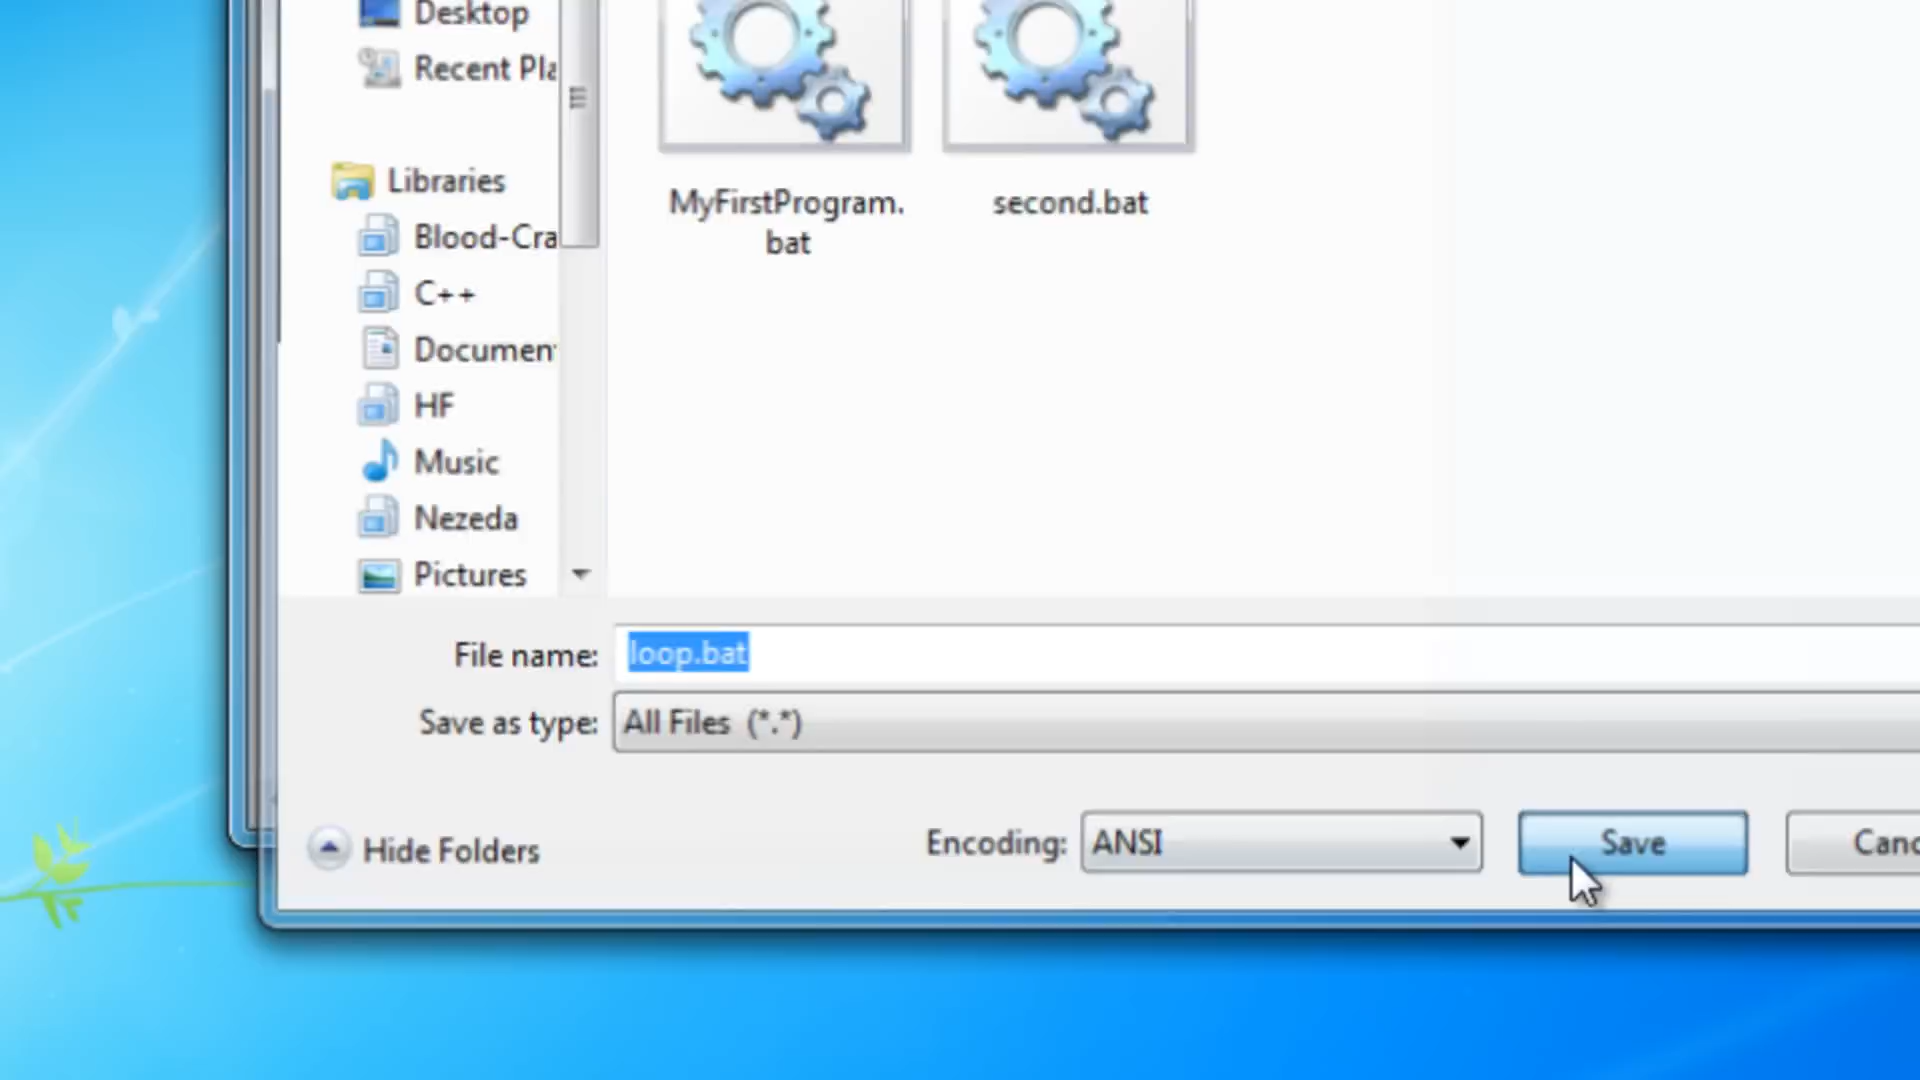 Desktop
Recent Pla
Libraries
Blood-Cra
C++
Document
HF
Music
Nezeda
Pictures
MyFirstProgram.
bat
second.bat
File name: loop.bat
Save as type: All Files (*.*)
Hide Folders
Encoding: ANSI
Save
Canc